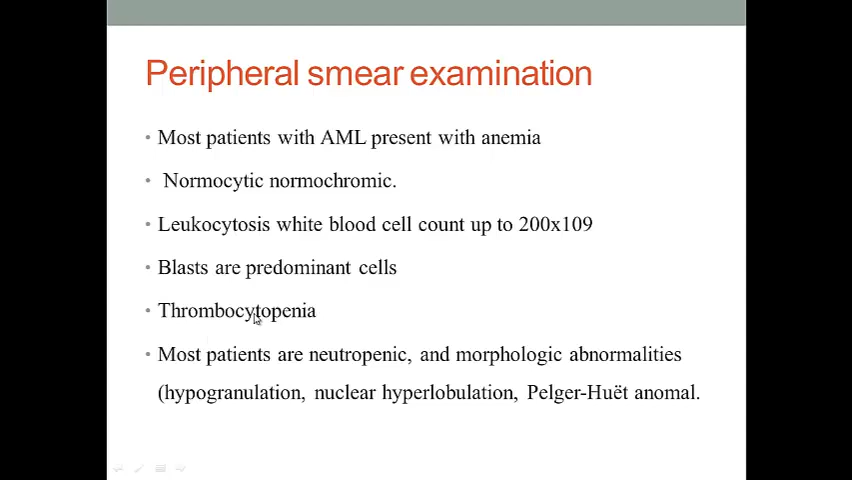 Peripheral smear examination
• Most patients with AML present with anemia
• Normocytic normochromic.
• Leukocytosis white blood cell count up to 200x109
• Blasts are predominant cells
• Thrombocytopenia
• Most patients are neutropenic, and morphologic abnormalities
(hypogranulation, nuclear hyperlobulation, Pelger-Huët anomal.